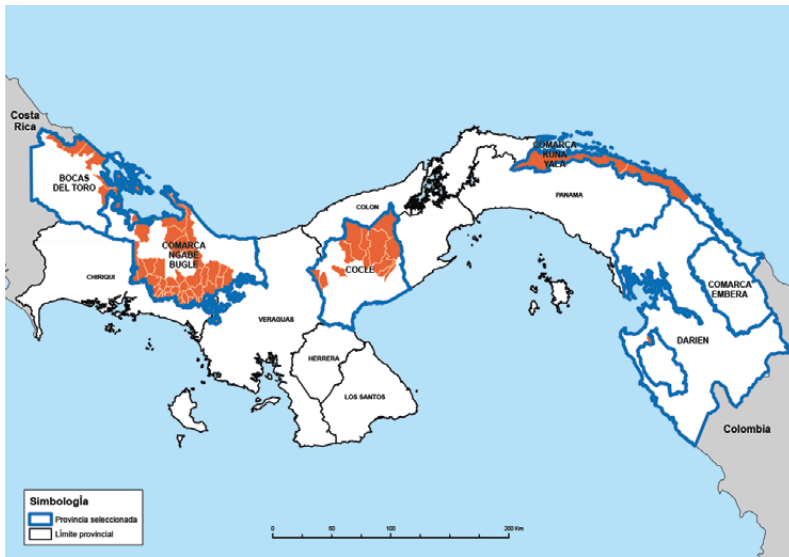 Costa
Rica
BOCAS
DEL TORO
CHIRIQUI
COMARCA
NGABE
BUGLE
VERAGUAS
COLON
COCLE
HERRERA
LOS SANTOS
COMARCA
KUNA
YALA
PANAMA
COMARCA
EMBERA
DARIEN
Colombia
Simbología
Provincia seleccionada
Límite provincial
0
50
100
200 Km